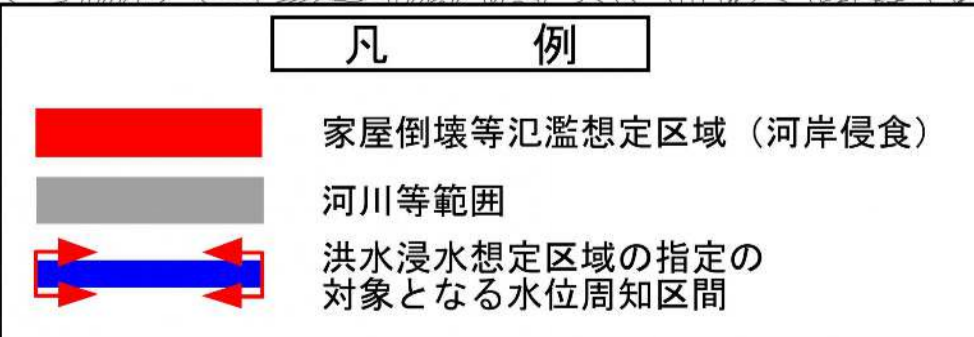 凡 例
家屋倒壊等氾濫想定区域（河岸侵食）
河川等範囲
洪水浸水想定区域の指定の
対象となる水位周知区間